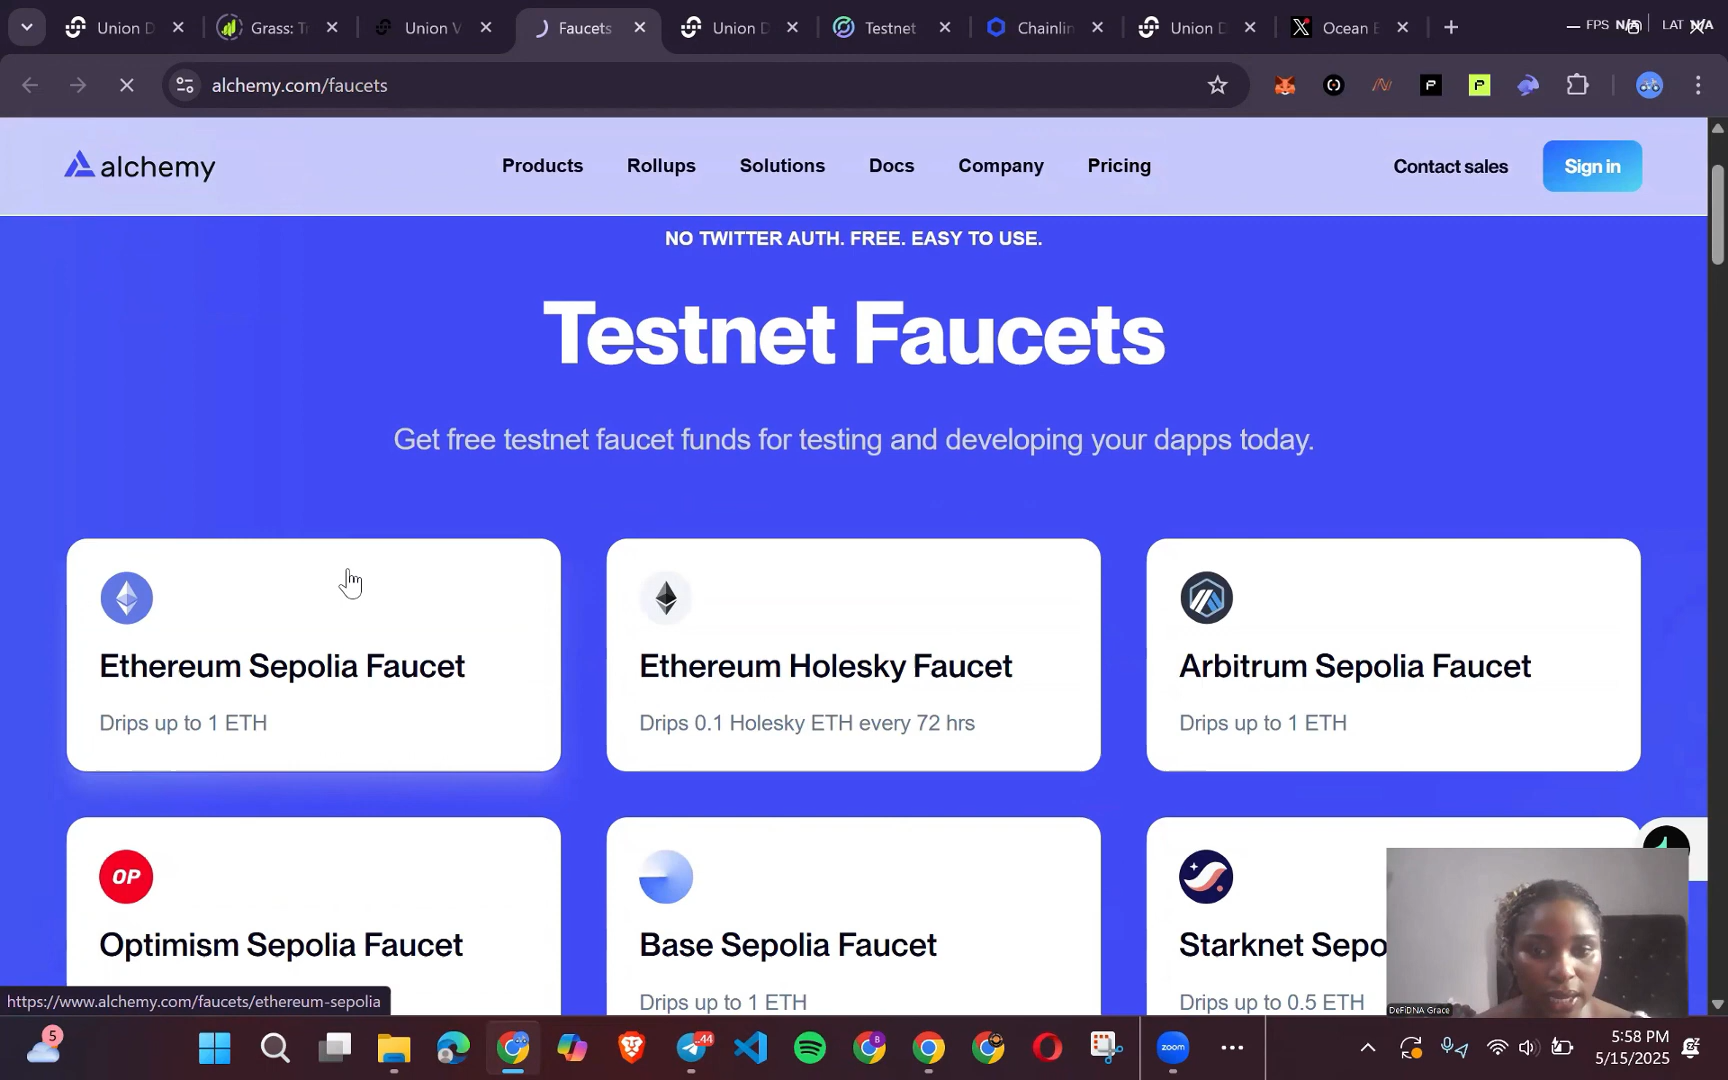 Union D
Grass: T
Union V
Faucets
Union D
Testnet
Chainlin
Union D
Ocean
FPS N/A
LAT N/A
alchemy.com/faucets
alchemy
Products
Rollups
Solutions
Docs
Company
Pricing
Contact sales
Sign in
NO TWITTER AUTH. FREE. EASY TO USE.
Testnet Faucets
Get free testnet faucet funds for testing and developing your dapps today.
Ethereum Sepolia Faucet
Drips up to 1 ETH
Ethereum Holesky Faucet
Drips 0.1 Holesky ETH every 72 hrs
Arbitrum Sepolia Faucet
Drips up to 1 ETH
OP
Optimism Sepolia Faucet
Base Sepolia Faucet
Drips up to 1 ETH
Starknet Sepo
Drips up to 0.5 ETH
https://www.alchemy.com/faucets/ethereum-sepolia
DeFiDNA Grace
5
44
B
zoom
5:58 PM
5/15/2025